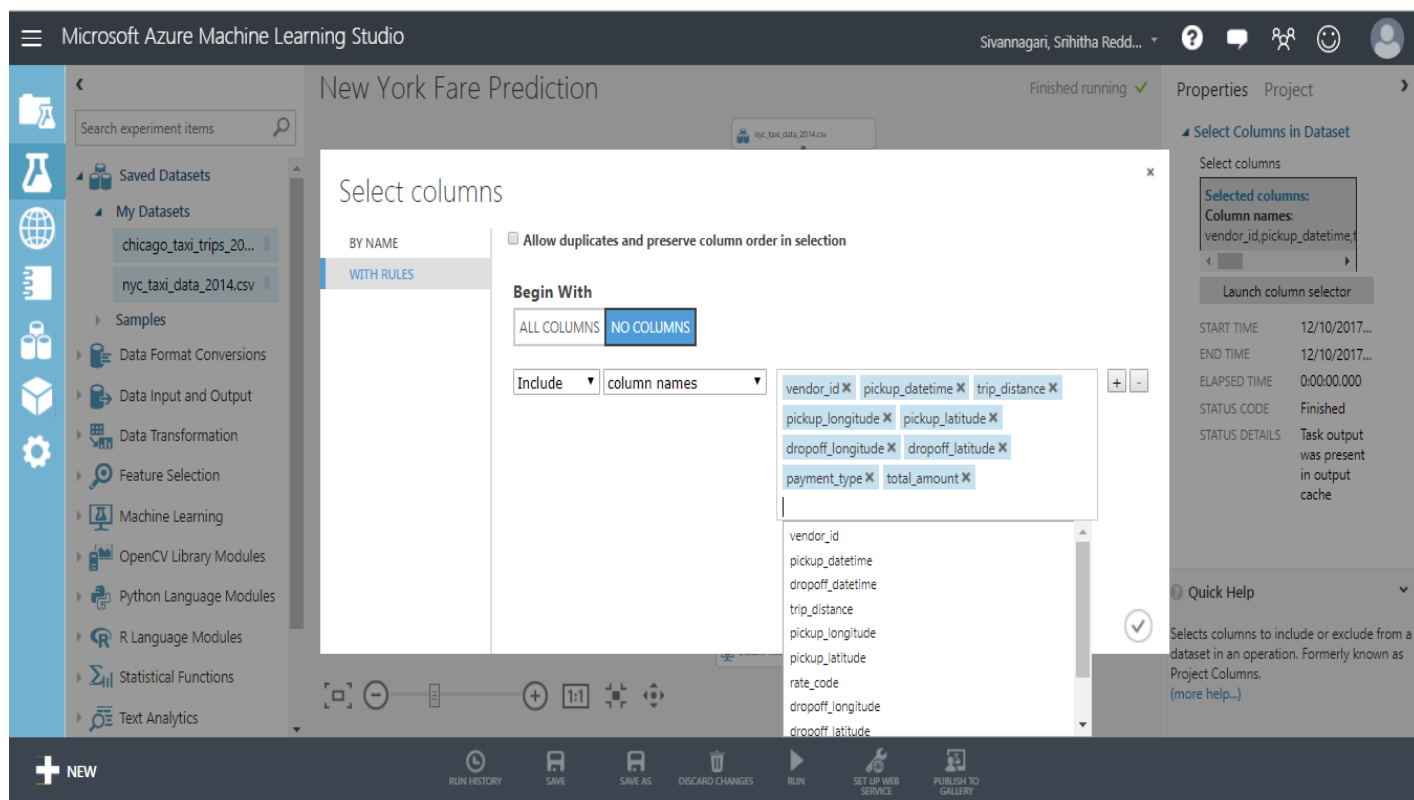 Microsoft Azure Machine Learning Studio
Sivannagari, Srihitha Redd...
Search experiment items
Saved Datasets
My Datasets
chicago_taxi_trips_20...
nyc_taxi_data_2014.csv
Samples
Data Format Conversions
Data Input and Output
Data Transformation
Feature Selection
Machine Learning
OpenCV Library Modules
Python Language Modules
R Language Modules
Statistical Functions
Text Analytics
New York Fare Prediction
Finished running
nyc_taxi_data_2014.csv
Select columns
x
BY NAME
WITH RULES
Allow duplicates and preserve column order in selection
Begin With
ALL COLUMNS NO COLUMNS
Include column names
vendor_id pickup_datetime trip_distance
pickup_longitude pickup_latitude
dropoff_longitude dropoff_latitude
payment_type total_amount
+ -
vendor_id
pickup_datetime
dropoff_datetime
trip_distance
pickup_longitude
pickup_latitude
rate_code
dropoff_longitude
dropoff_latitude
1:1
Properties Project
Select Columns in Dataset
Select columns
Selected columns:
Column names:
vendor_id,pickup_datetime,t
Launch column selector
START TIME 12/10/2017...
END TIME 12/10/2017...
ELAPSED TIME 0:00:00.000
STATUS CODE Finished
STATUS DETAILS Task output
was present
in output
cache
Quick Help
Selects columns to include or exclude from a
dataset in an operation. Formerly known as
Project Columns.
(more help...)
NEW
RUN HISTORY
SAVE
SAVE AS
DISCARD CHANGES
RUN
SET UP WEB
SERVICE
PUBLISH TO
GALLERY